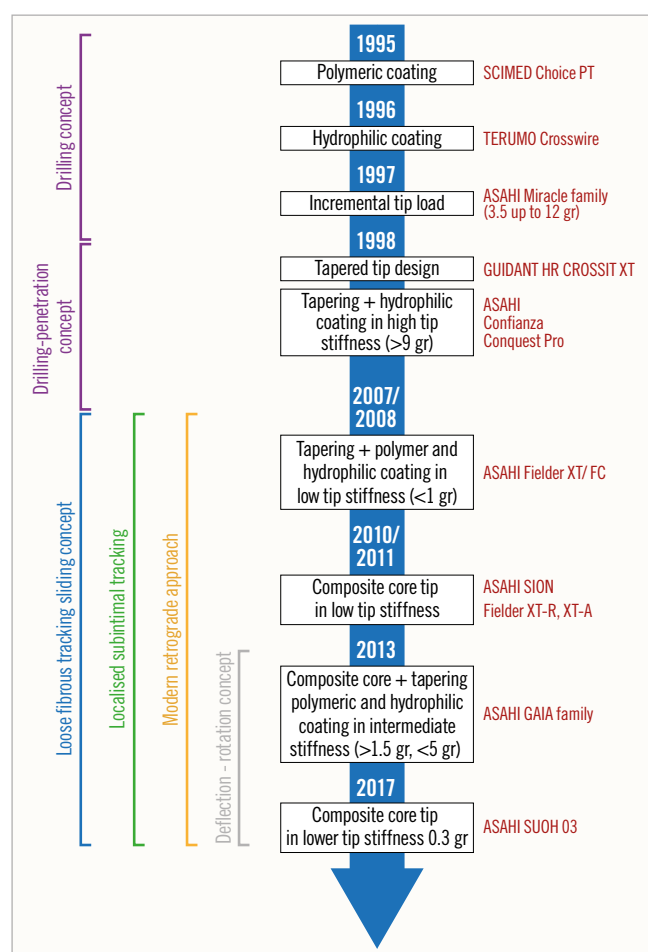 1995
Polymeric coating
SCIMED Choice PT
1996
Hydrophilic coating
TERUMO Crosswire
1997
Incremental tip load
ASAHI Miracle family
(3.5 up to 12 gr)
1998
Tapered tip design
GUIDANT HR CROSSIT XT
Tapering + hydrophilic
coating in high tip
stiffness (>9 gr)
ASAHI
Confianza
Conquest Pro
2007/
2008
Tapering + polymer and
hydrophilic coating in
low tip stiffness (<1 gr)
ASAHI Fielder XT/ FC
2010/
2011
Composite core tip
in low tip stiffness
ASAHI SION
Fielder XT-R, XT-A
2013
Composite core + tapering
polymeric and hydrophilic
coating in intermediate
stiffness (>1.5 gr, <5 gr)
ASAHI GAIA family
2017
Composite core tip
in lower tip stiffness 0.3 gr
ASAHI SUOH 03
Drilling concept
Drilling-penetration
concept
Loose fibrous tracking sliding concept
Localised subintimal tracking
Modern retrograde approach
Deflection - rotation concept